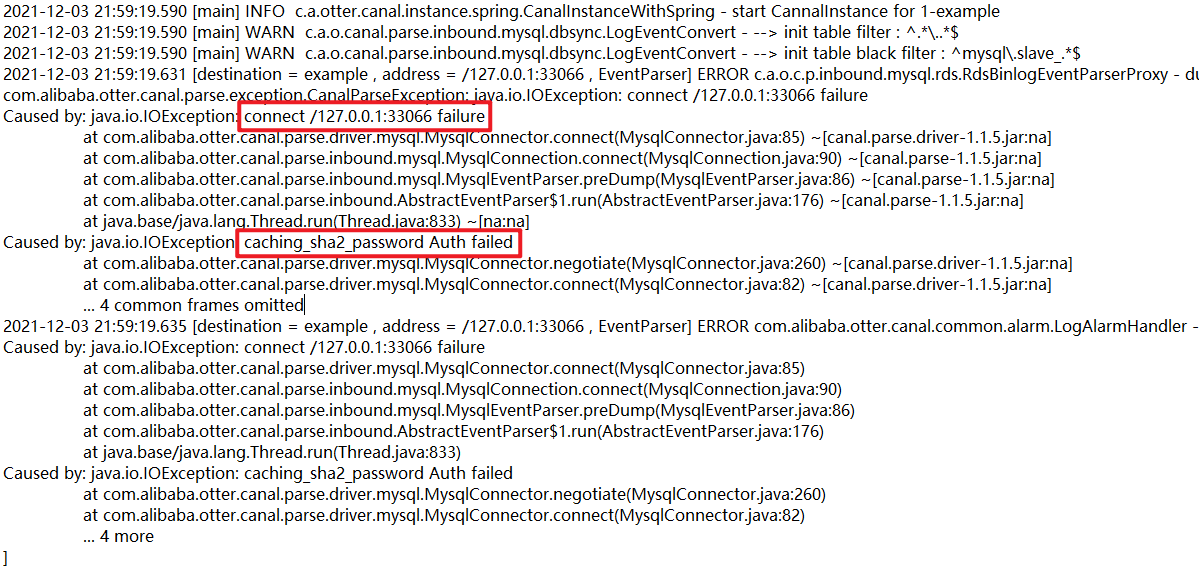 2021-12-03 21:59:19.590 [main] INFO  c.a.otter.canal.instance.spring.CanalInstanceWithSpring - start CannalInstance for 1-example
2021-12-03 21:59:19.590 [main] WARN  c.a.o.canal.parse.inbound.mysql.dbsync.LogEventConvert - --> init table filter : ^.*\..*$
2021-12-03 21:59:19.590 [main] WARN  c.a.o.canal.parse.inbound.mysql.dbsync.LogEventConvert - --> init table black filter : ^mysql\.slave_.*$
2021-12-03 21:59:19.631 [destination = example , address = /127.0.0.1:33066 , EventParser] ERROR c.a.o.c.p.inbound.mysql.rds.RdsBinlogEventParserProxy - du
com.alibaba.otter.canal.parse.exception.CanalParseException: java.io.IOException: connect /127.0.0.1:33066 failure
Caused by: java.io.IOException: connect /127.0.0.1:33066 failure
at com.alibaba.otter.canal.parse.driver.mysql.MysqlConnector.connect(MysqlConnector.java:85) ~[canal.parse.driver-1.1.5.jar:na]
at com.alibaba.otter.canal.parse.inbound.mysql.MysqlConnection.connect(MysqlConnection.java:90) ~[canal.parse-1.1.5.jar:na]
at com.alibaba.otter.canal.parse.inbound.mysql.MysqlEventParser.preDump(MysqlEventParser.java:86) ~[canal.parse-1.1.5.jar:na]
at com.alibaba.otter.canal.parse.inbound.AbstractEventParser$1.run(AbstractEventParser.java:176) ~[canal.parse-1.1.5.jar:na]
at java.base/java.lang.Thread.run(Thread.java:833) ~[na:na]
Caused by: java.io.IOException: caching_sha2_password Auth failed
at com.alibaba.otter.canal.parse.driver.mysql.MysqlConnector.negotiate(MysqlConnector.java:260) ~[canal.parse.driver-1.1.5.jar:na]
at com.alibaba.otter.canal.parse.driver.mysql.MysqlConnector.connect(MysqlConnector.java:82) ~[canal.parse.driver-1.1.5.jar:na]
... 4 common frames omitted
2021-12-03 21:59:19.635 [destination = example , address = /127.0.0.1:33066 , EventParser] ERROR com.alibaba.otter.canal.common.alarm.LogAlarmHandler -
Caused by: java.io.IOException: connect /127.0.0.1:33066 failure
at com.alibaba.otter.canal.parse.driver.mysql.MysqlConnector.connect(MysqlConnector.java:85)
at com.alibaba.otter.canal.parse.inbound.mysql.MysqlConnection.connect(MysqlConnection.java:90)
at com.alibaba.otter.canal.parse.inbound.mysql.MysqlEventParser.preDump(MysqlEventParser.java:86)
at com.alibaba.otter.canal.parse.inbound.AbstractEventParser$1.run(AbstractEventParser.java:176)
at java.base/java.lang.Thread.run(Thread.java:833)
Caused by: java.io.IOException: caching_sha2_password Auth failed
at com.alibaba.otter.canal.parse.driver.mysql.MysqlConnector.negotiate(MysqlConnector.java:260)
at com.alibaba.otter.canal.parse.driver.mysql.MysqlConnector.connect(MysqlConnector.java:82)
... 4 more
]